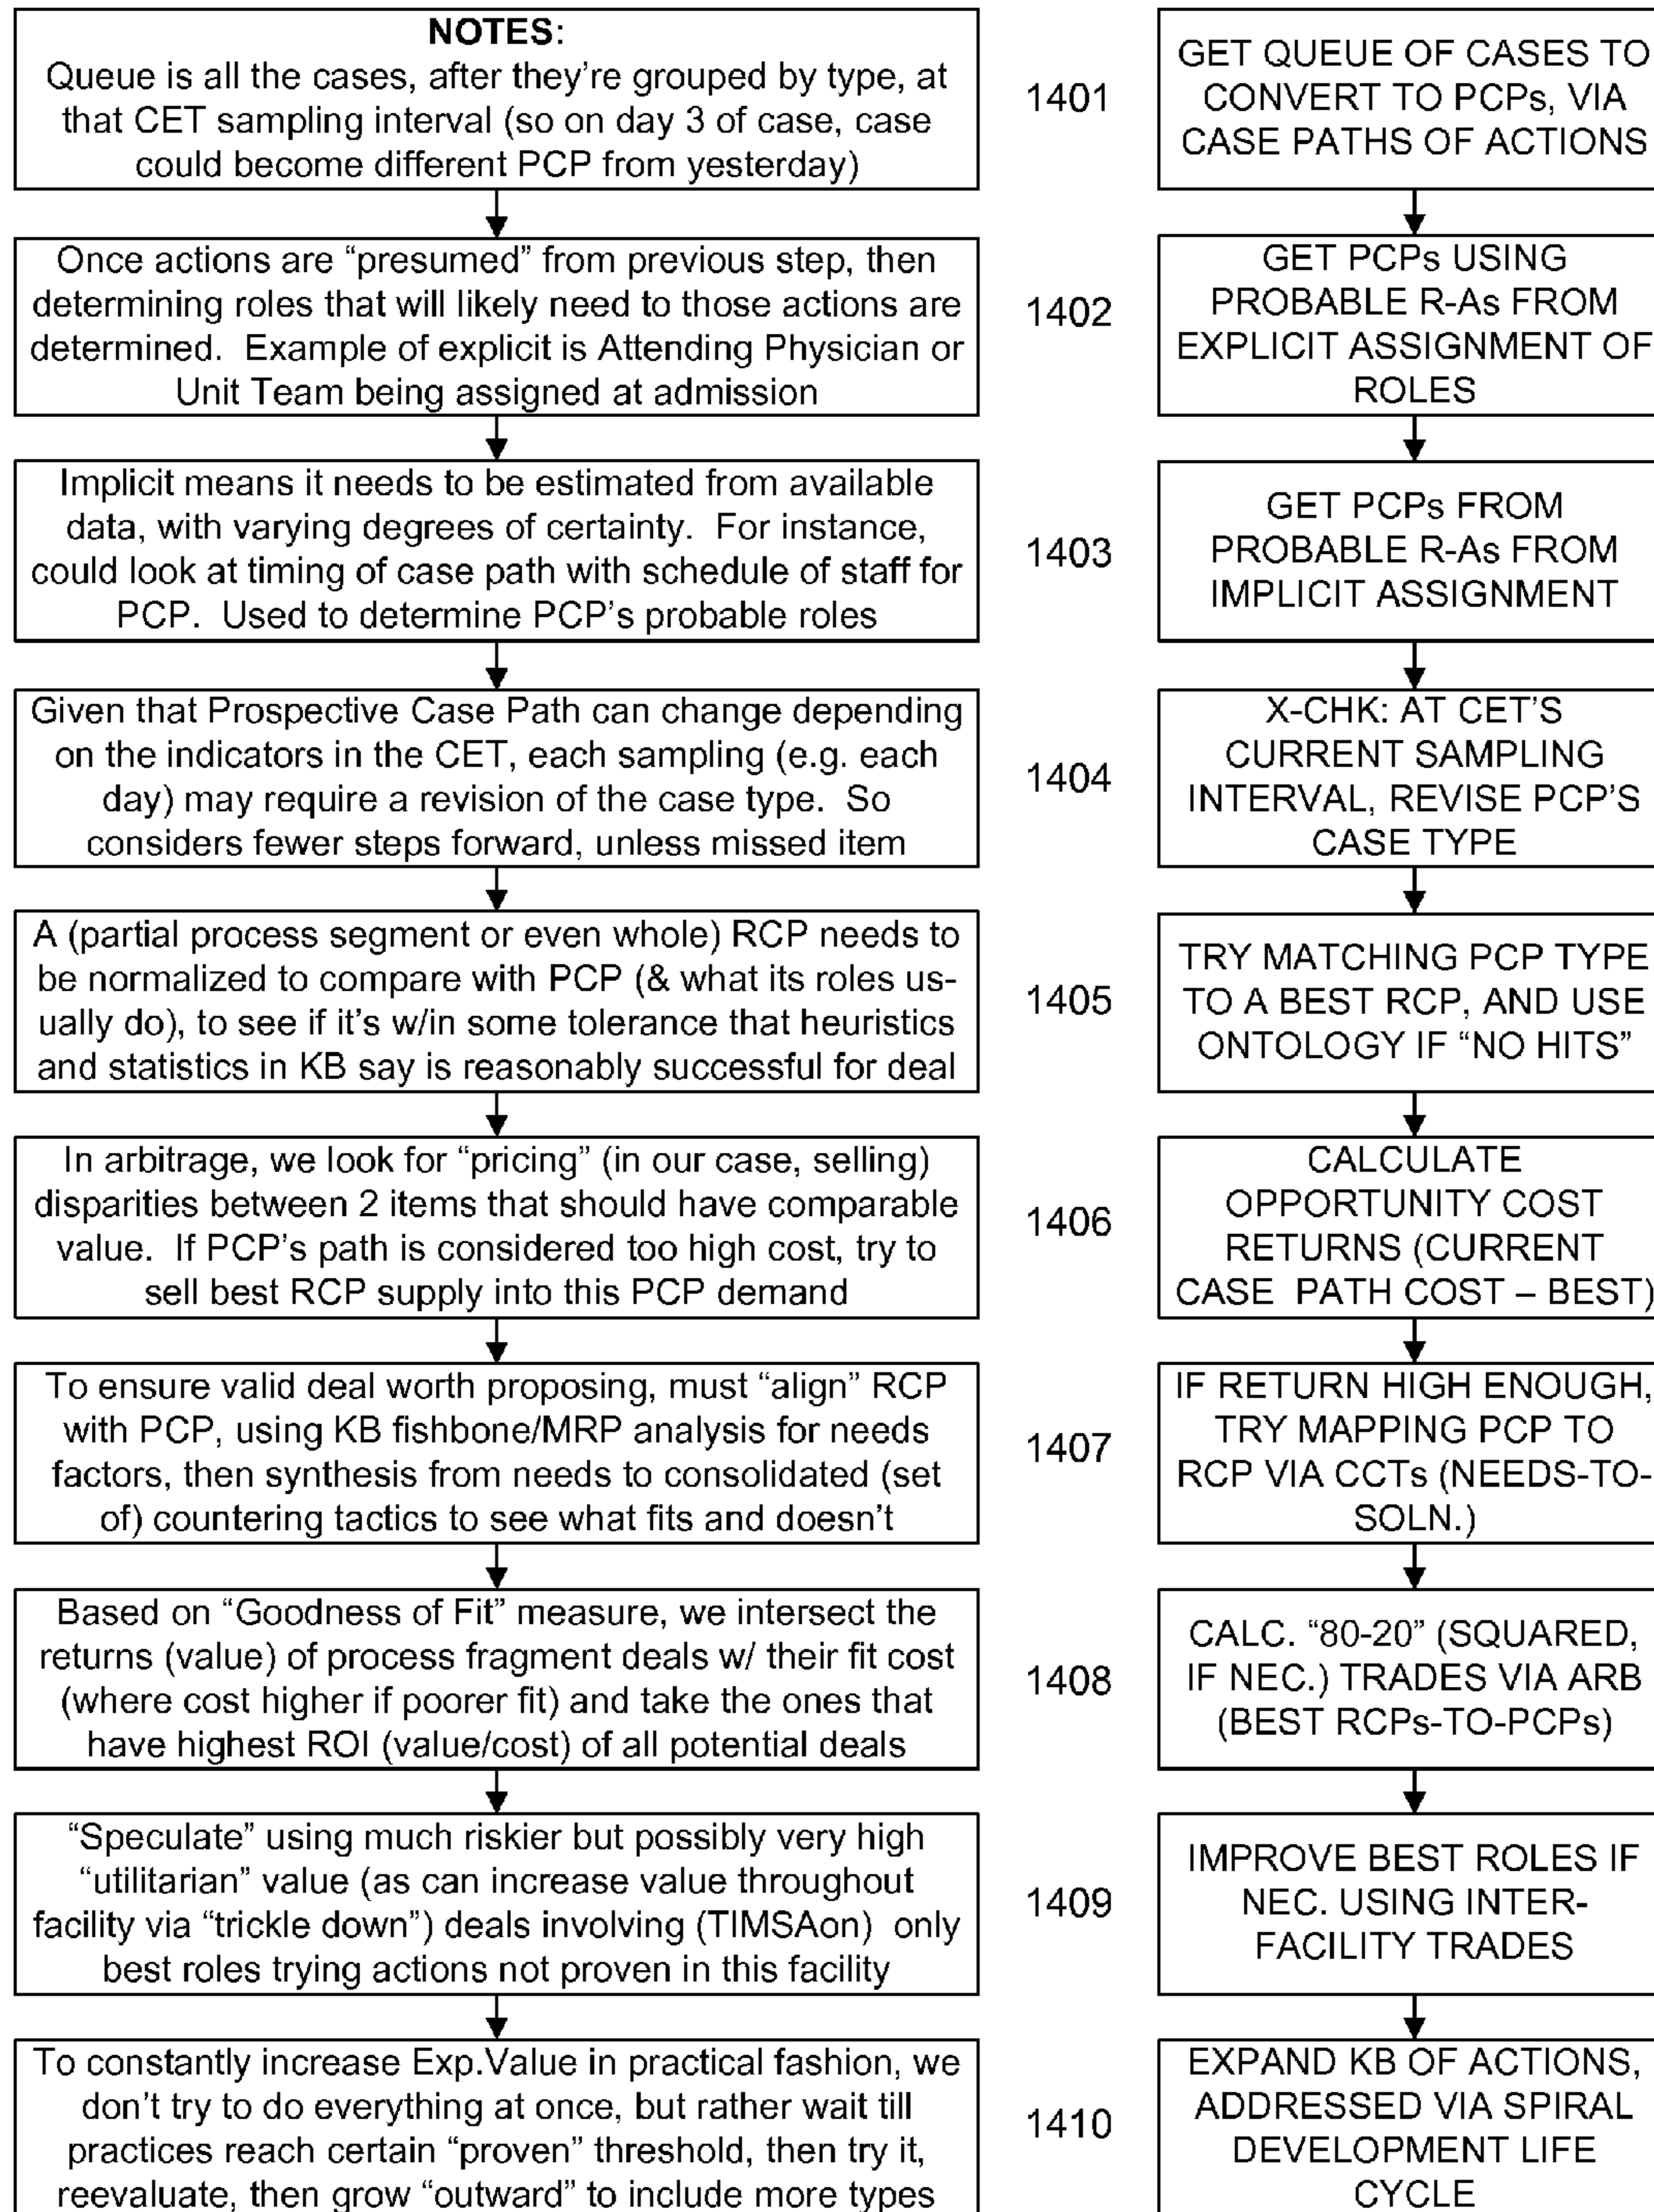 NOTES:
Queue is all the cases, after they're grouped by type, at
that CET sampling interval (so on day 3 of case, case
could become different PCP from yesterday)
1401
GET QUEUE OF CASES TO
CONVERT TO PCPs, VIA
CASE PATHS OF ACTIONS
Once actions are “presumed” from previous step, then
determining roles that will likely need to those actions are
determined. Example of explicit is Attending Physician or
Unit Team being assigned at admission
1402
GET PCPs USING
PROBABLE R-As FROM
EXPLICIT ASSIGNMENT OF
ROLES
Implicit means it needs to be estimated from available
data, with varying degrees of certainty. For instance,
could look at timing of case path with schedule of staff for
PCP. Used to determine PCP's probable roles
1403
GET PCPs FROM
PROBABLE R-As FROM
IMPLICIT ASSIGNMENT
Given that Prospective Case Path can change depending
on the indicators in the CET, each sampling (e.g. each
day) may require a revision of the case type. So
considers fewer steps forward, unless missed item
1404
X-CHK: AT CET'S
CURRENT SAMPLING
INTERVAL, REVISE PCP'S
CASE TYPE
A (partial process segment or even whole) RCP needs to
be normalized to compare with PCP (& what its roles us-
ually do), to see if it's w/in some tolerance that heuristics
and statistics in KB say is reasonably successful for deal
1405
TRY MATCHING PCP TYPE
TO A BEST RCP, AND USE
ONTOLOGY IF “NO HITS”
In arbitrage, we look for “pricing” (in our case, selling)
disparities between 2 items that should have comparable
value. If PCP's path is considered too high cost, try to
sell best RCP supply into this PCP demand
1406
CALCULATE
OPPORTUNITY COST
RETURNS (CURRENT
CASE PATH COST – BEST)
To ensure valid deal worth proposing, must “align” RCP
with PCP, using KB fishbone/MRP analysis for needs
factors, then synthesis from needs to consolidated (set
of) countering tactics to see what fits and doesn't
1407
IF RETURN HIGH ENOUGH,
TRY MAPPING PCP TO
RCP VIA CCTs (NEEDS-TO-
SOLN.)
Based on “Goodness of Fit” measure, we intersect the
returns (value) of process fragment deals w/ their fit cost
(where cost higher if poorer fit) and take the ones that
have highest ROI (value/cost) of all potential deals
1408
CALC. “80-20” (SQUARED,
IF NEC.) TRADES VIA ARB
(BEST RCPs-TO-PCPs)
“Speculate” using much riskier but possibly very high
“utilitarian” value (as can increase value throughout
facility via “trickle down”) deals involving (TIMSAon) only
best roles trying actions not proven in this facility
1409
IMPROVE BEST ROLES IF
NEC. USING INTER-
FACILITY TRADES
To constantly increase Exp.Value in practical fashion, we
don't try to do everything at once, but rather wait till
practices reach certain “proven” threshold, then try it,
reevaluate, then grow “outward” to include more types
1410
EXPAND KB OF ACTIONS,
ADDRESSED VIA SPIRAL
DEVELOPMENT LIFE
CYCLE